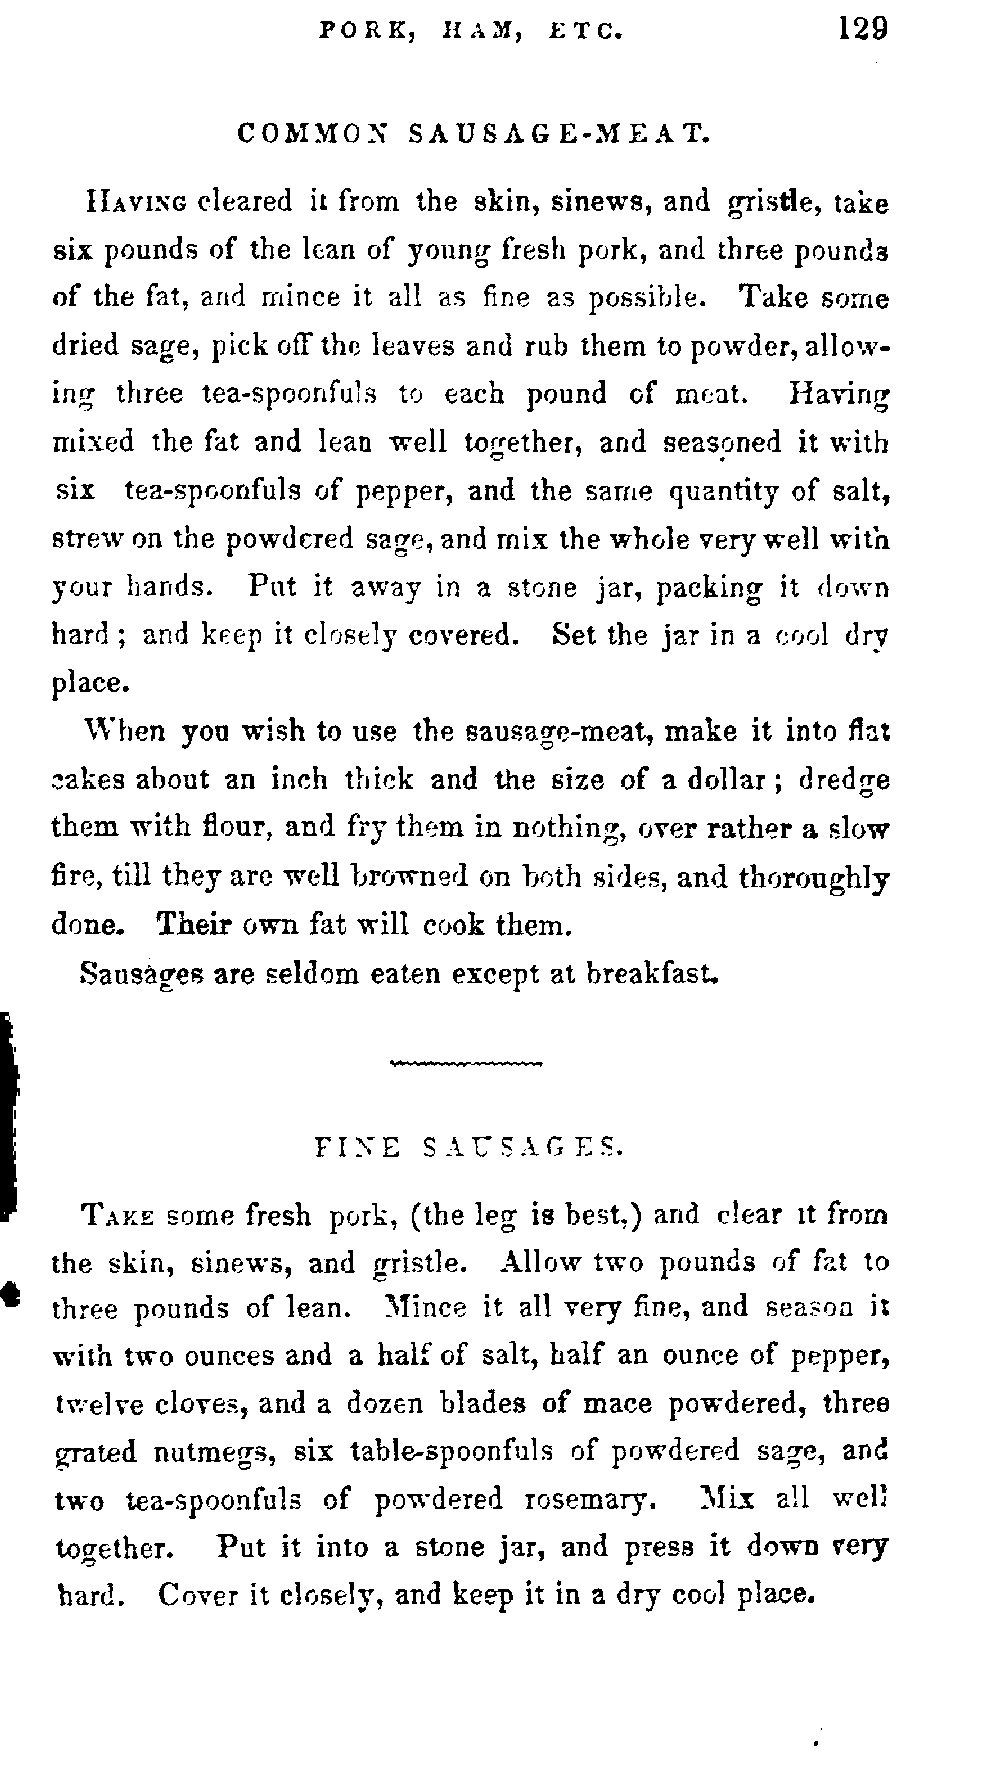 PORK, HAM, ETC. 129
COMMON SAUSAGE-MEAT.
HAVING cleared it from the skin, sinews, and gristle, take
six pounds of the lean of young fresh pork, and three pounds
of the fat, and mince it all as fine as possible. Take some
dried sage, pick off the leaves and rub them to powder, allow-
ing three tea-spoonfuls to each pound of meat. Having
mixed the fat and lean well together, and seasoned it with
six tea-spoonfuls of pepper, and the same quantity of salt,
strew on the powdered sage, and mix the whole very well with
your hands. Put it away in a stone jar, packing it down
hard ; and keep it closely covered. Set the jar in a cool dry
place.
When you wish to use the sausage-meat, make it into flat
cakes about an inch thick and the size of a dollar ; dredge
them with flour, and fry them in nothing, over rather a slow
fire, till they are well browned on both sides, and thoroughly
done. Their own fat will cook them.
Sausages are seldom eaten except at breakfast.
FINE SAUSAGES.
TAKE some fresh pork, (the leg is best,) and clear it from
the skin, sinews, and gristle. Allow two pounds of fat to
three pounds of lean. Mince it all very fine, and season it
with two ounces and a half of salt, half an ounce of pepper,
twelve cloves, and a dozen blades of mace powdered, three
grated nutmegs, six table-spoonfuls of powdered sage, and
two tea-spoonfuls of powdered rosemary. Mix all well
together. Put it into a stone jar, and press it down very
hard. Cover it closely, and keep it in a dry cool place.